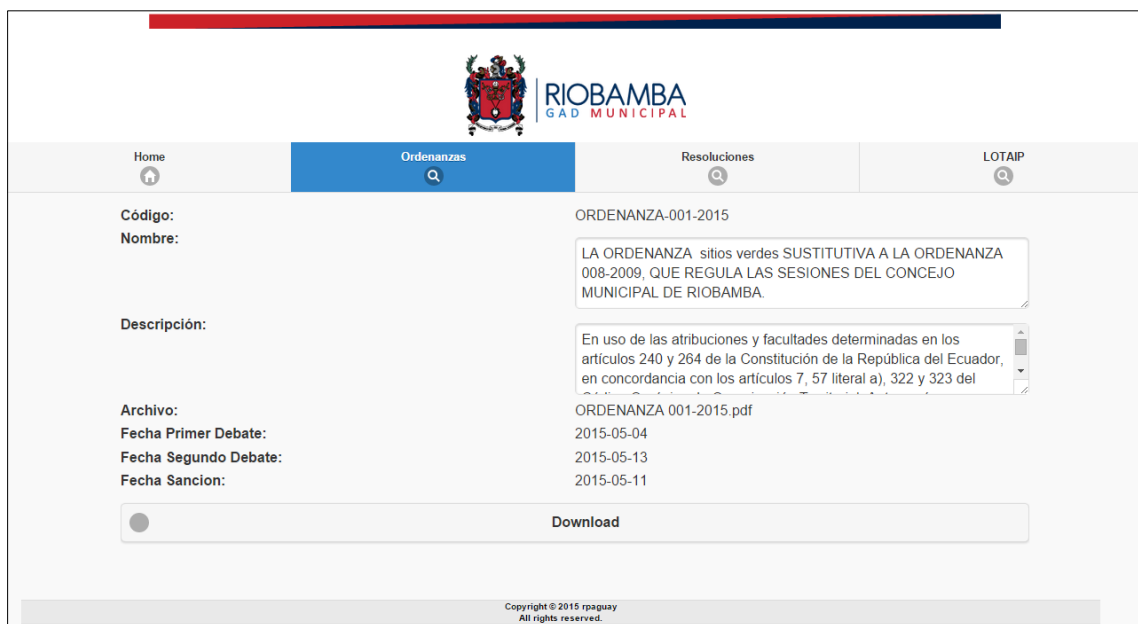 RIOBAMBA
GAD MUNICIPAL
Home
Ordenanzas
Resoluciones
LOTAIP
Código:
ORDENANZA-001-2015
Nombre:
LA ORDENANZA sitios verdes SUSTITUTIVA A LA ORDENANZA
008-2009, QUE REGULA LAS SESIONES DEL CONCEJO
MUNICIPAL DE RIOBAMBA.
Descripción:
En uso de las atribuciones y facultades determinadas en los
artículos 240 y 264 de la Constitución de la República del Ecuador,
en concordancia con los artículos 7, 57 literal a), 322 y 323 del
Archivo:
ORDENANZA 001-2015.pdf
Fecha Primer Debate:
2015-05-04
Fecha Segundo Debate:
2015-05-13
Fecha Sancion:
2015-05-11
Download
Copyright © 2015 rpaguay
All rights reserved.